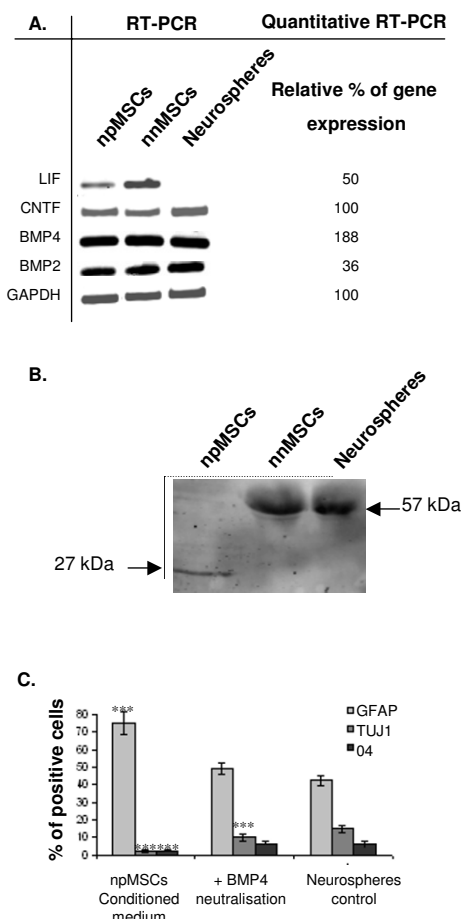 A.
RT-PCR
Quantitative RT-PCR
npMSCs
nnMSCs
Neurospheres
Relative % of gene
expression
LIF 50
CNTF 100
BMP4 188
BMP2 36
GAPDH 100
B.
npMSCs
nnMSCs
Neurospheres
57 kDa
27 kDa
C.
% of positive cells
80
70
60
50
40
30
20
10
0
***
******
***
GFAP
TUJ1
04
npMSCs
Conditioned
medium
+ BMP4
neutralisation
Neurospheres
control